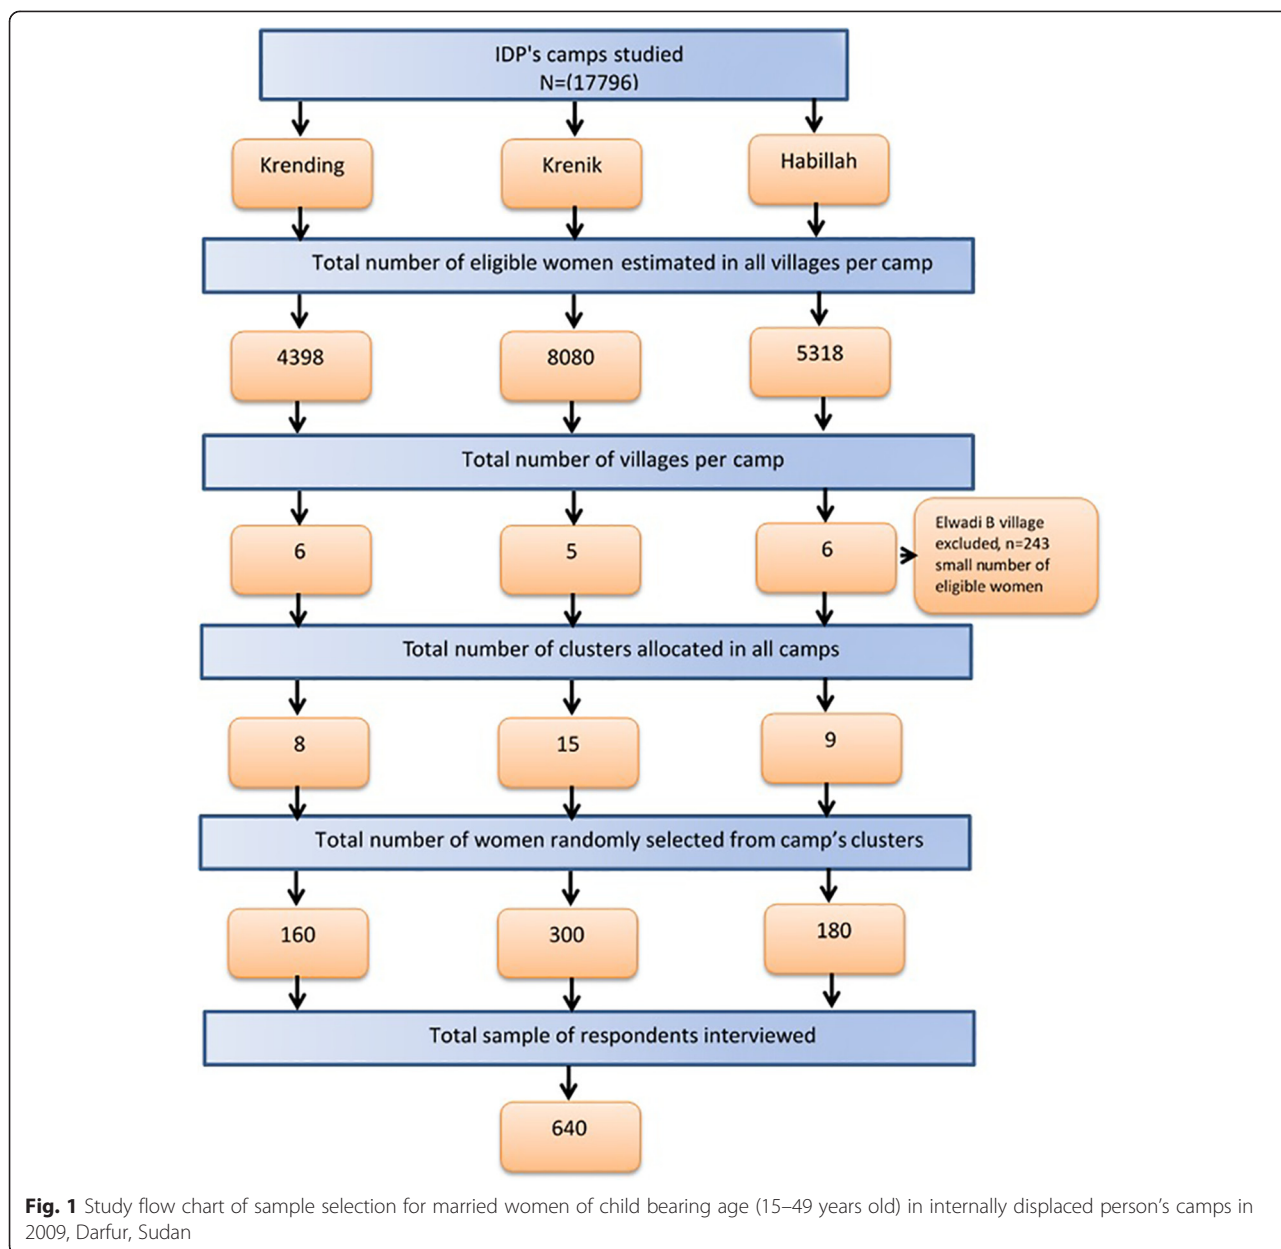 IDP's camps studied
N=(17796)
Krending
Krenik
Habillah
Total number of eligible women estimated in all villages per camp
4398
8080
5318
Total number of villages per camp
6
5
6
Elwadi B village
excluded, n=243
small number of
eligible women
Total number of clusters allocated in all camps
8
15
9
Total number of women randomly selected from camp’s clusters
160
300
180
Total sample of respondents interviewed
640
Fig. 1 Study flow chart of sample selection for married women of child bearing age (15–49 years old) in internally displaced person’s camps in
2009, Darfur, Sudan